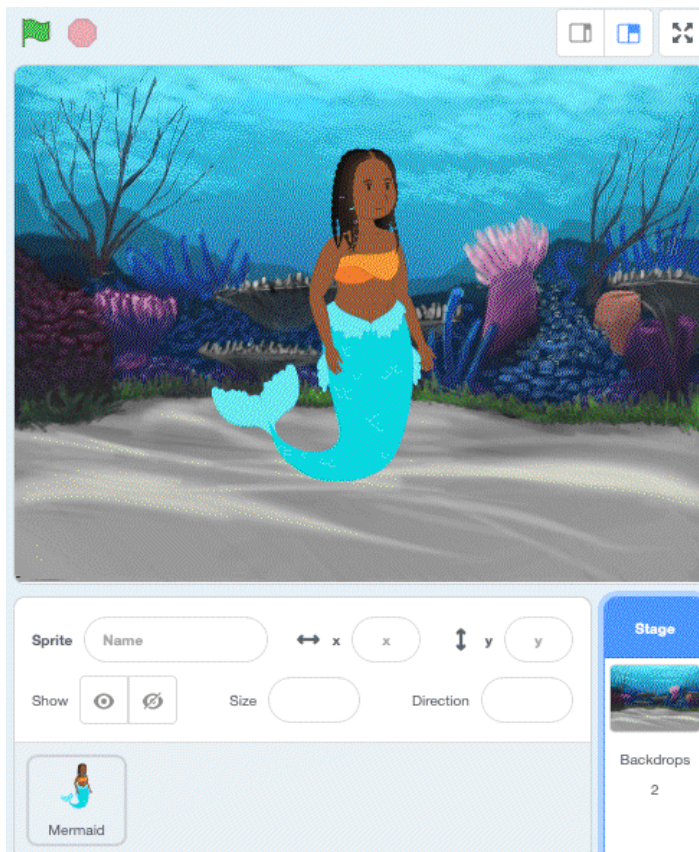 Stage
Sprite Name x x y y
Show Size Direction
Backdrops
2
Mermaid